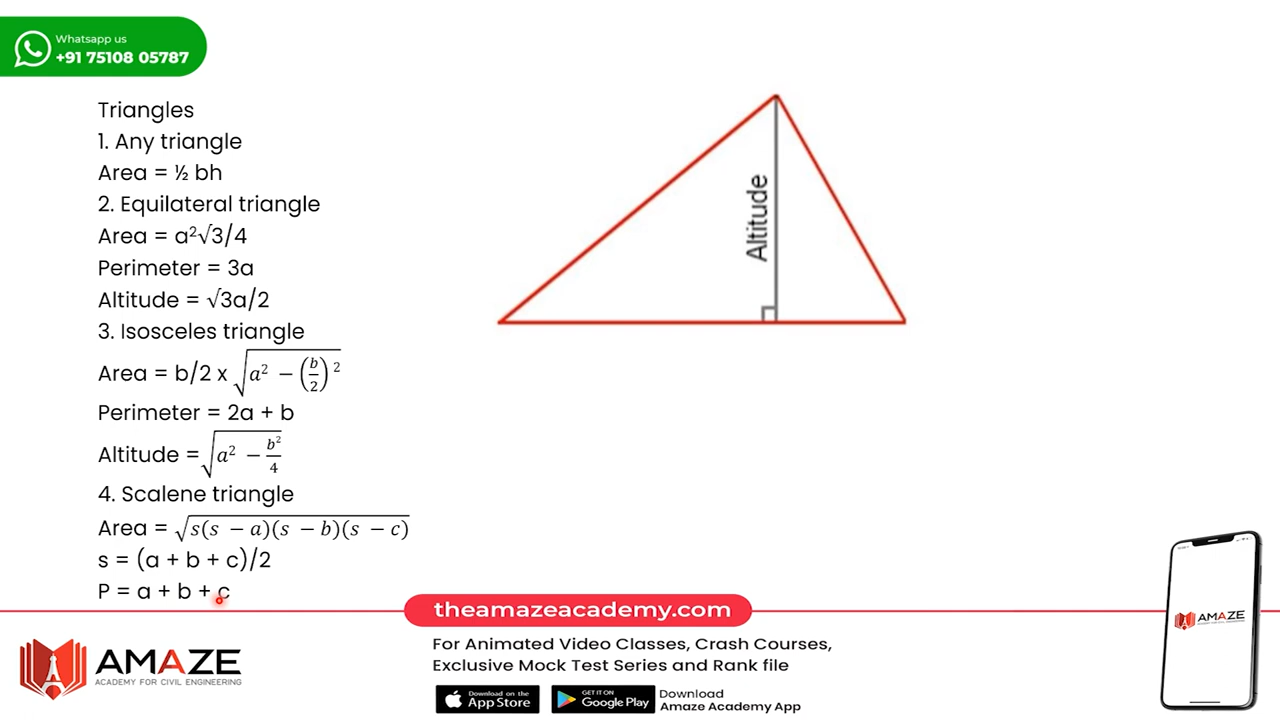 Whatsapp us
+91 75108 05787
Triangles
1. Any triangle
Area = ½ bh
2. Equilateral triangle
Area = a²√3/4
Perimeter = 3a
Altitude = √3a/2
3. Isosceles triangle
Area = b/2 x √(a² − (b/2)²)
Perimeter = 2a + b
Altitude = √(a² − b²/4)
4. Scalene triangle
Area = √(s(s − a)(s − b)(s − c))
s = (a + b + c)/2
P = a + b + c
Altitude
theamazeacademy.com
AMAZE
ACADEMY FOR CIVIL ENGINEERING
For Animated Video Classes, Crash Courses,
Exclusive Mock Test Series and Rank file
Download on the
App Store
GET IT ON
Google Play
Download
Amaze Academy App
AMAZE